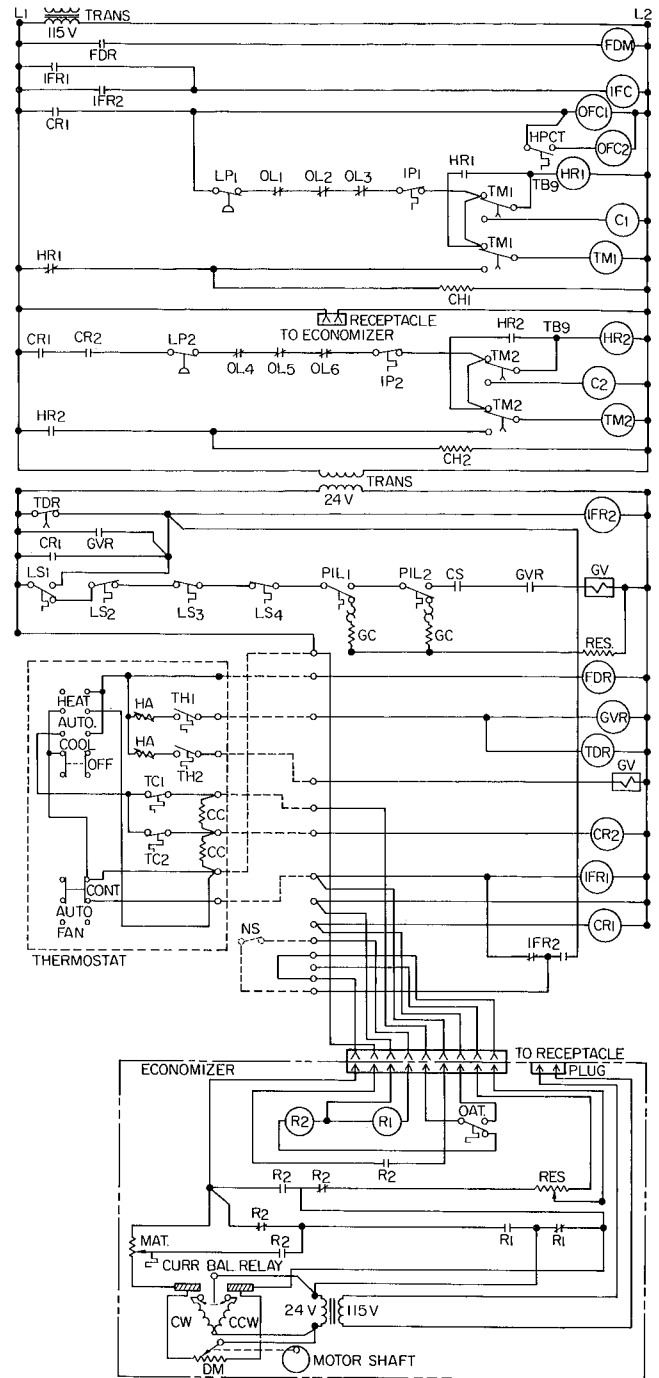 L1 TRANS L2
115 V
FDR FDM
IFR1
IFR2 IFC
CR1 OFC1
HPCT OFC2
HR1 HR1
LP1 OL1 OL2 OL3 IP1 TM1 TB9
C1
HR1 TM1 TM1
CH1
RECEPTACLE
TO ECONOMIZER
CR1 CR2 LP2 HR2 TB9 HR2
OL4 OL5 OL6 IP2 TM2
C2
HR2 TM2 TM2
CH2
TRANS
24 V
TDR IFR2
GVR
CR1
LS1 PIL1 PIL2 CS GVR GV
LS2 LS3 LS4
GC GC RES.
FDR
HEAT HA TH1
AUTO. GVR
COOL HA
OFF TH2 TDR
GV
TC1 CC
CR2
TC2 CC
IFR1
CONT
AUTO CR1
FAN NS IFR2
THERMOSTAT
ECONOMIZER TO RECEPTACLE
PLUG
R2 R1 OAT.
R2
R2 R2 RES
R2
MAT. R2 R1 R1
CURR BAL. RELAY
CW CCW 24 V 115V
DM MOTOR SHAFT